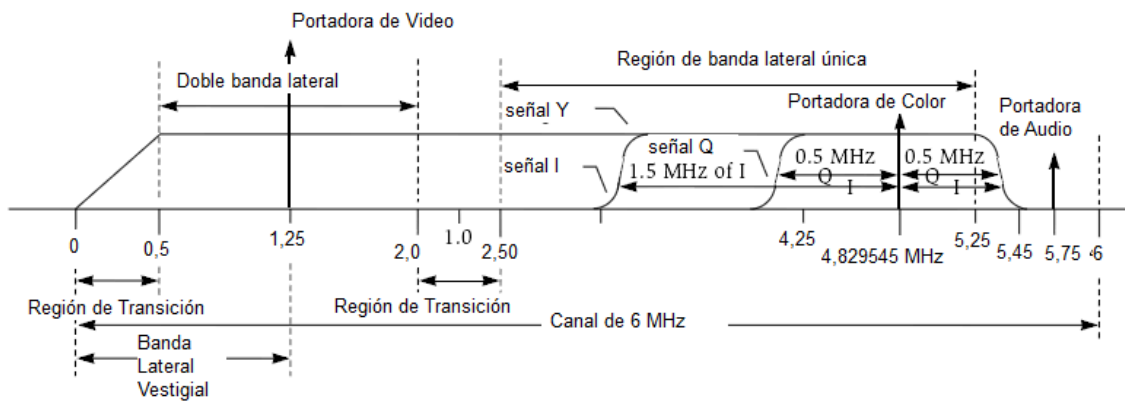 Portadora de Video
Doble banda lateral
Región de banda lateral única
señal Y
Portadora de Color
Portadora
de Audio
señal I
señal Q
1.5 MHz of I
0.5 MHz
Q
I
0.5 MHz
Q
I
0
0,5
1,25
2,0
1.0
2,50
4,25
4,829545 MHz
5,25
5,45
5,75
6
Región de Transición
Región de Transición
Canal de 6 MHz
Banda
Lateral
Vestigial